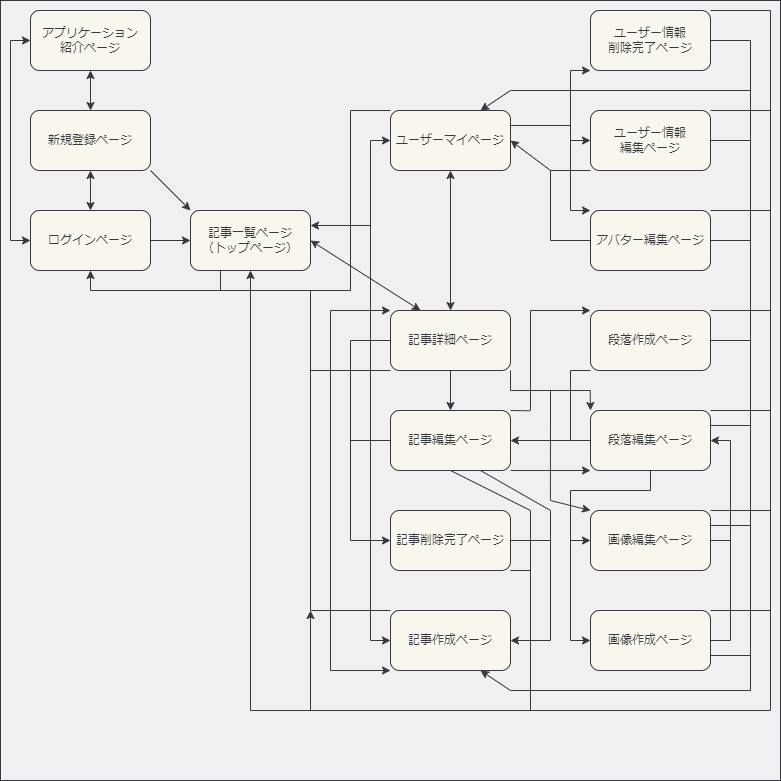 アプリケーション
紹介ページ
新規登録ページ
ログインページ
記事一覧ページ
（トップページ）
ユーザーマイページ
記事詳細ページ
記事編集ページ
記事削除完了ページ
記事作成ページ
ユーザー情報
削除完了ページ
ユーザー情報
編集ページ
アバター編集ページ
段落作成ページ
段落編集ページ
画像編集ページ
画像作成ページ